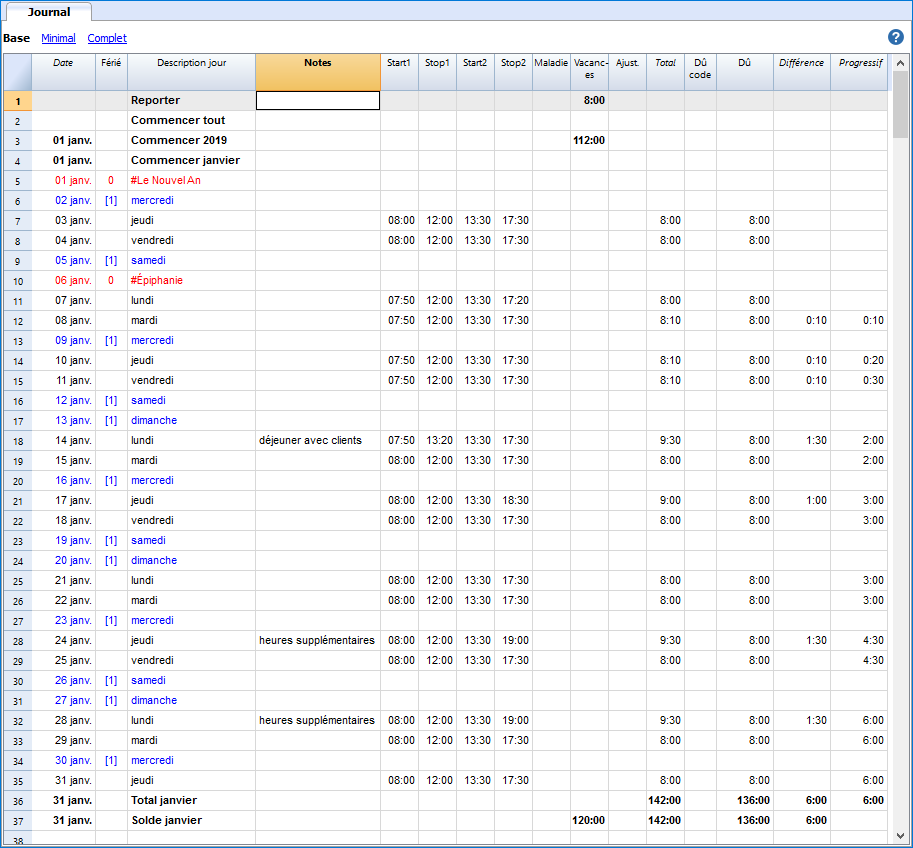 Journal
Base Minimal Complet ?
Date Férié Description jour Notes Start1 Stop1 Start2 Stop2 Maladie Vacanc-es Ajust. Total Dû code Dû Différence Progressif
1 Reporter 8:00
2 Commencer tout
3 01 janv. Commencer 2019 112:00
4 01 janv. Commencer janvier
5 01 janv. 0 #Le Nouvel An
6 02 janv. [1] mercredi
7 03 janv. jeudi 08:00 12:00 13:30 17:30 8:00 8:00
8 04 janv. vendredi 08:00 12:00 13:30 17:30 8:00 8:00
9 05 janv. [1] samedi
10 06 janv. 0 #Épiphanie
11 07 janv. lundi 07:50 12:00 13:30 17:20 8:00 8:00
12 08 janv. mardi 07:50 12:00 13:30 17:30 8:10 8:00 0:10 0:10
13 09 janv. [1] mercredi
14 10 janv. jeudi 07:50 12:00 13:30 17:30 8:10 8:00 0:10 0:20
15 11 janv. vendredi 07:50 12:00 13:30 17:30 8:10 8:00 0:10 0:30
16 12 janv. [1] samedi
17 13 janv. [1] dimanche
18 14 janv. lundi déjeuner avec clients 07:50 13:20 13:30 17:30 9:30 8:00 1:30 2:00
19 15 janv. mardi 08:00 12:00 13:30 17:30 8:00 8:00 2:00
20 16 janv. [1] mercredi
21 17 janv. jeudi 08:00 12:00 13:30 18:30 9:00 8:00 1:00 3:00
22 18 janv. vendredi 08:00 12:00 13:30 17:30 8:00 8:00 3:00
23 19 janv. [1] samedi
24 20 janv. [1] dimanche
25 21 janv. lundi 08:00 12:00 13:30 17:30 8:00 8:00 3:00
26 22 janv. mardi 08:00 12:00 13:30 17:30 8:00 8:00 3:00
27 23 janv. [1] mercredi
28 24 janv. jeudi heures supplémentaires 08:00 12:00 13:30 19:00 9:30 8:00 1:30 4:30
29 25 janv. vendredi 08:00 12:00 13:30 17:30 8:00 8:00 4:30
30 26 janv. [1] samedi
31 27 janv. [1] dimanche
32 28 janv. lundi heures supplémentaires 08:00 12:00 13:30 19:00 9:30 8:00 1:30 6:00
33 29 janv. mardi 08:00 12:00 13:30 17:30 8:00 8:00 6:00
34 30 janv. [1] mercredi
35 31 janv. jeudi 08:00 12:00 13:30 17:30 8:00 8:00 6:00
36 31 janv. Total janvier 142:00 136:00 6:00 6:00
37 31 janv. Solde janvier 120:00 142:00 136:00 6:00
38